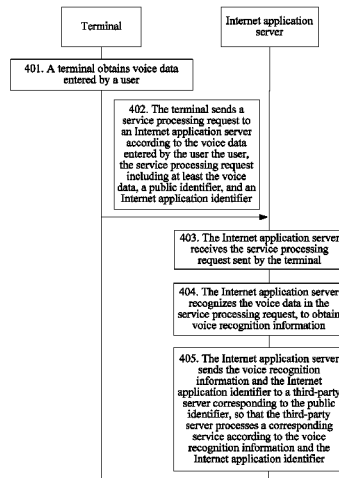 Terminal
Internet application
server
401. A terminal obtains voice data
entered by a user
402. The terminal sends a
service processing request to
an Internet application server
according to the voice data
entered by the user the user,
the service processing request
including at least the voice
data, a public identifier, and an
Internet application identifier
403. The Internet application server
receives the service processing
request sent by the terminal
404. The Internet application server
recognizes the voice data in the
service processing request, to obtain
voice recognition information
405. The Internet application server
sends the voice recognition
information and the Internet
application identifier to a third-party
server corresponding to the public
identifier, so that the third-party
server processes a corresponding
service according to the voice
recognition information and the
Internet application identifier